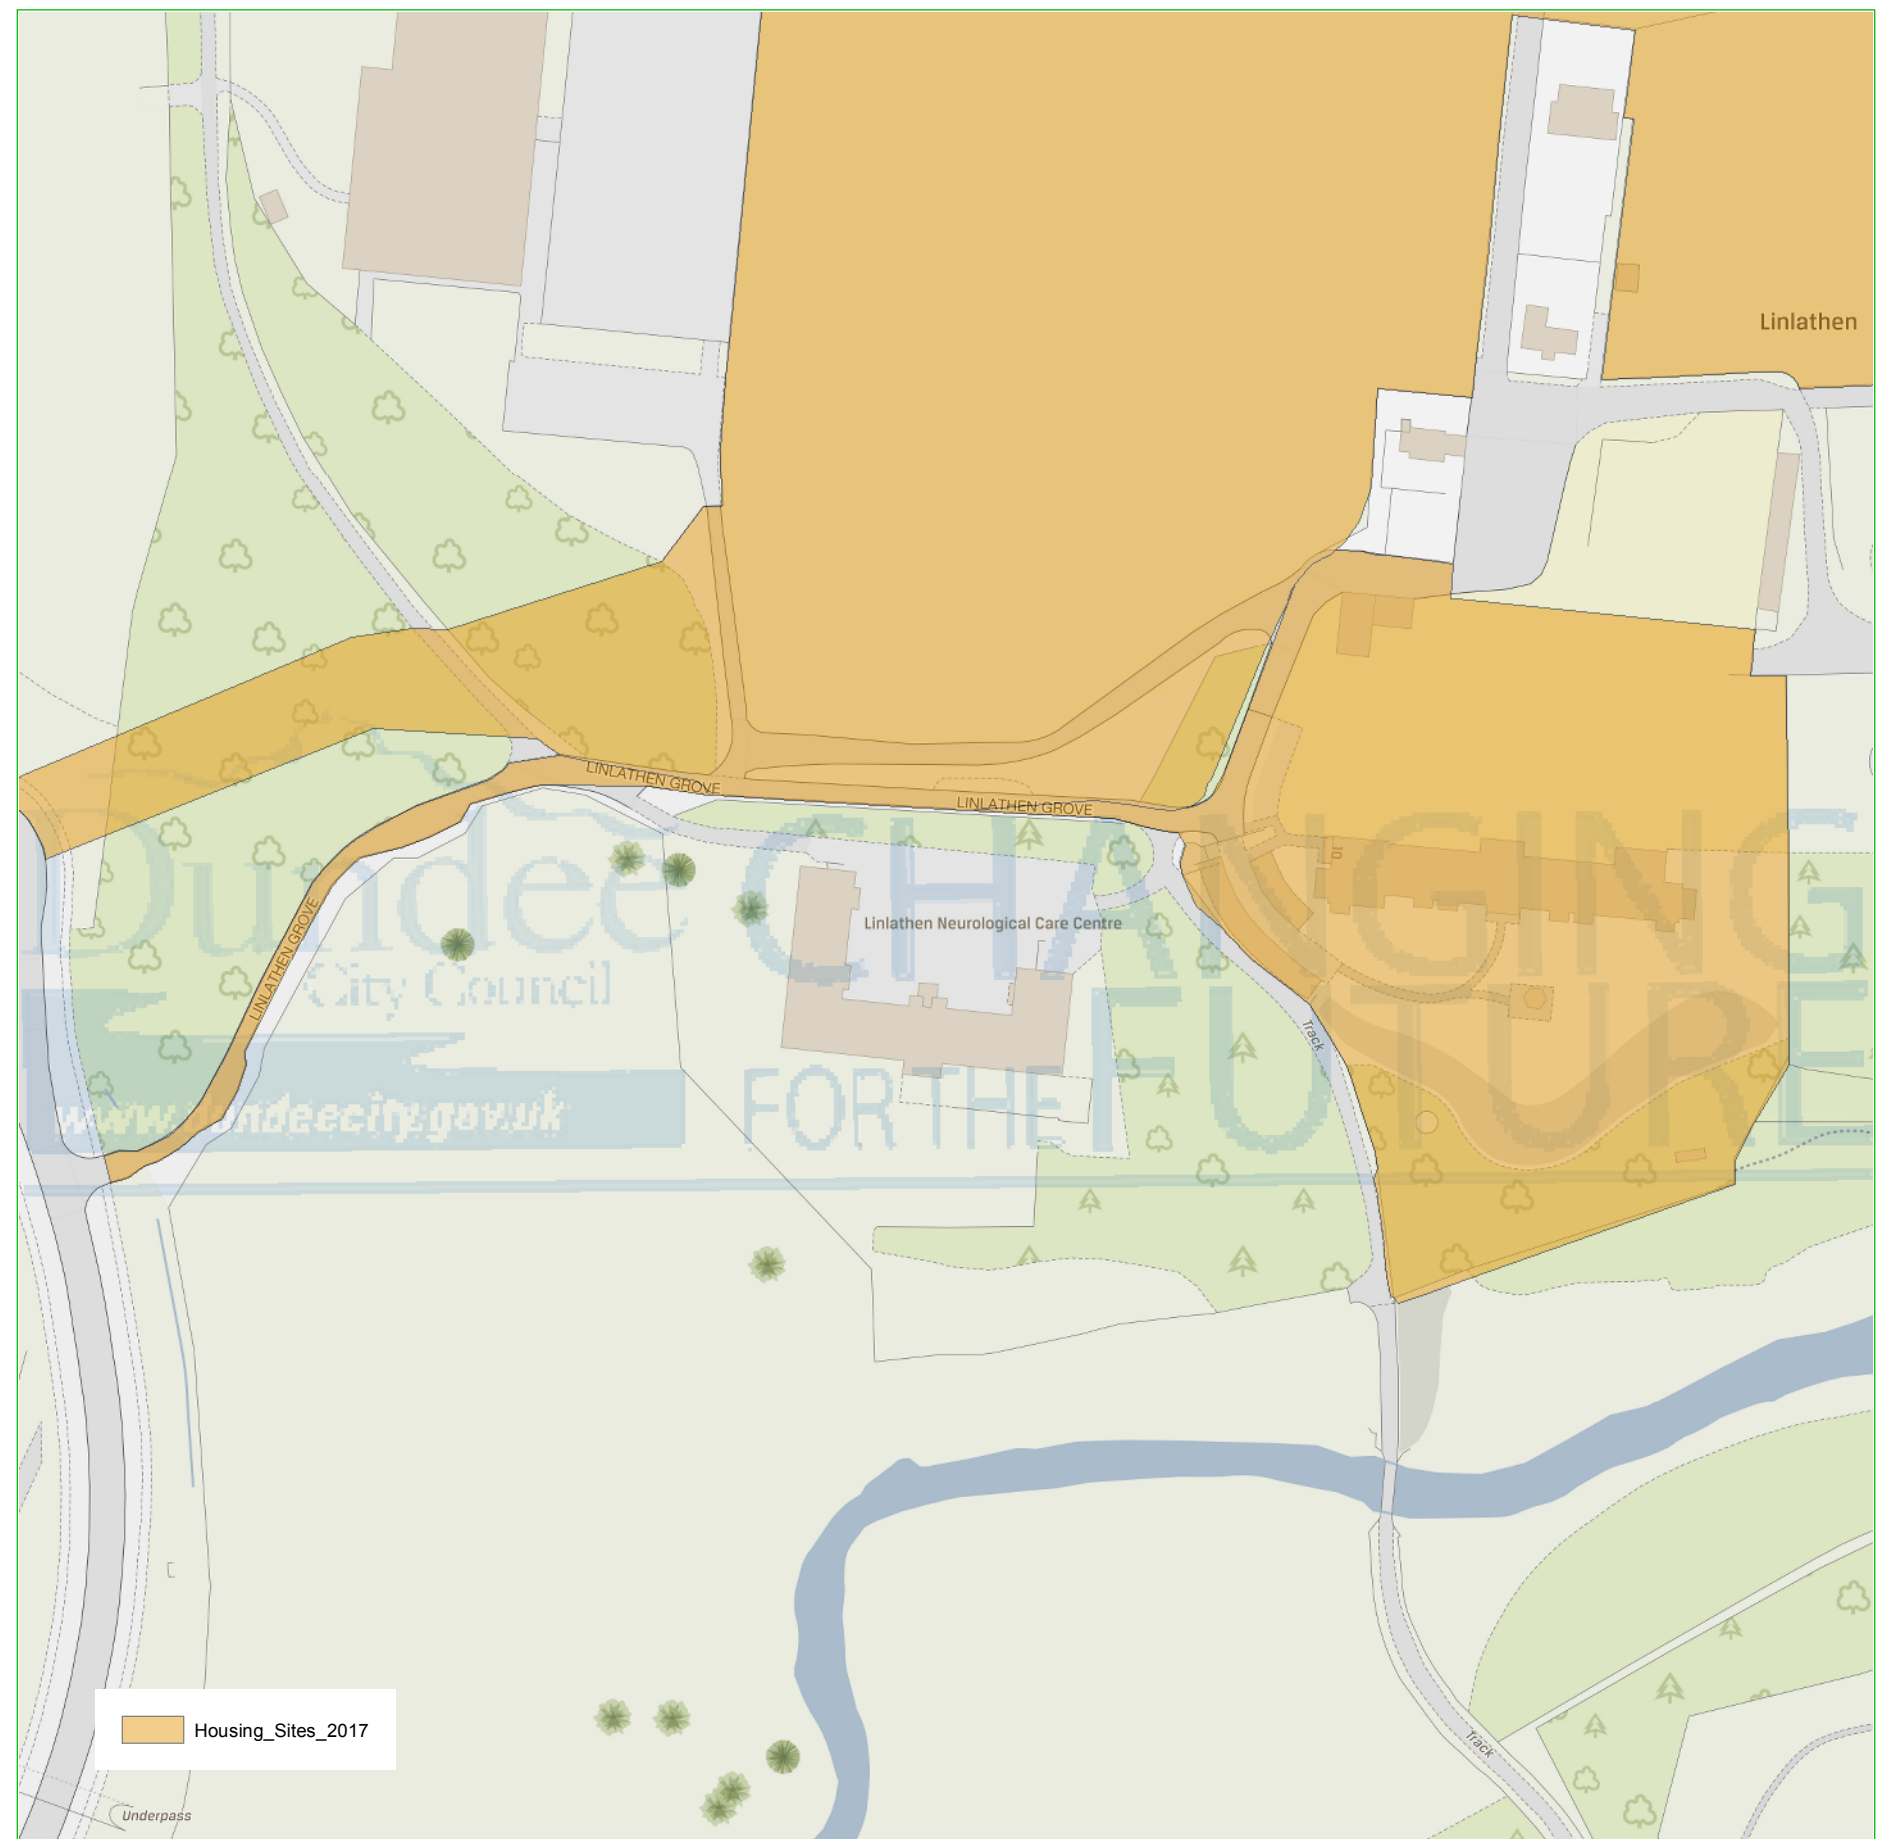 Linlathen
LINLATHEN GROVE
LINLATHEN GROVE
LINLATHEN GROVE
Dundee
City Council
www.dundeecity.gov.uk
CHANGING
FOR THE FUTURE
Linlathen Neurological Care Centre
Track
Track
Housing_Sites_2017
Underpass